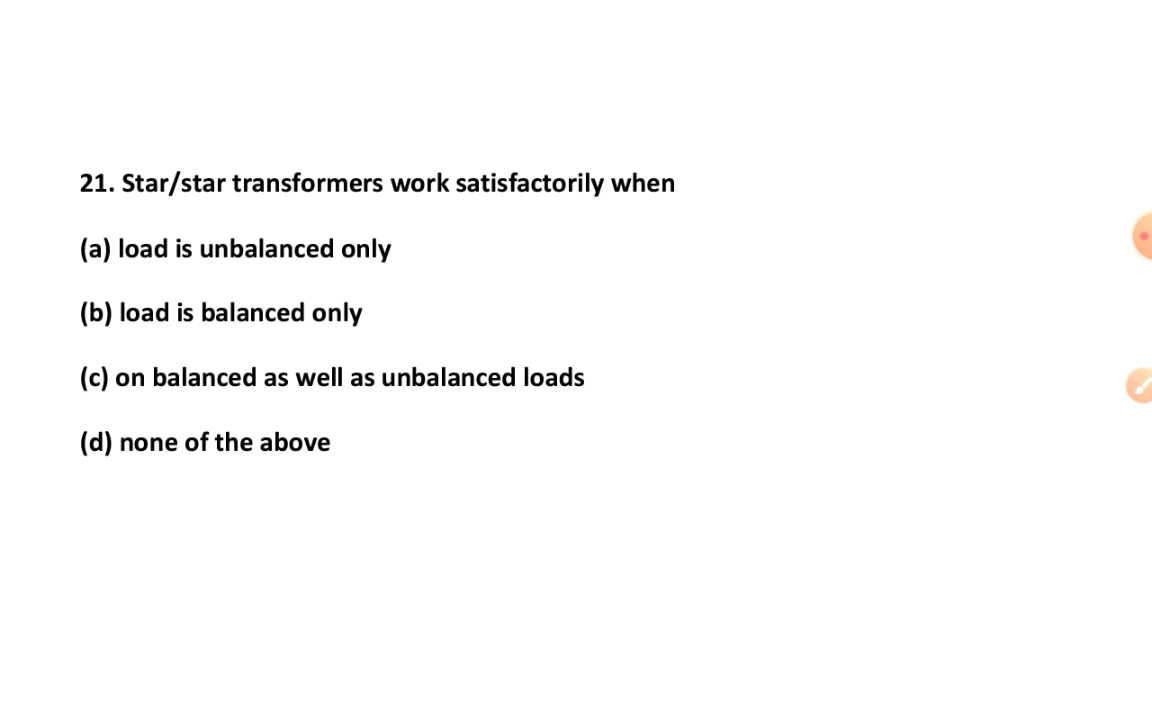 21. Star/star transformers work satisfactorily when
(a) load is unbalanced only
(b) load is balanced only
(c) on balanced as well as unbalanced loads
(d) none of the above